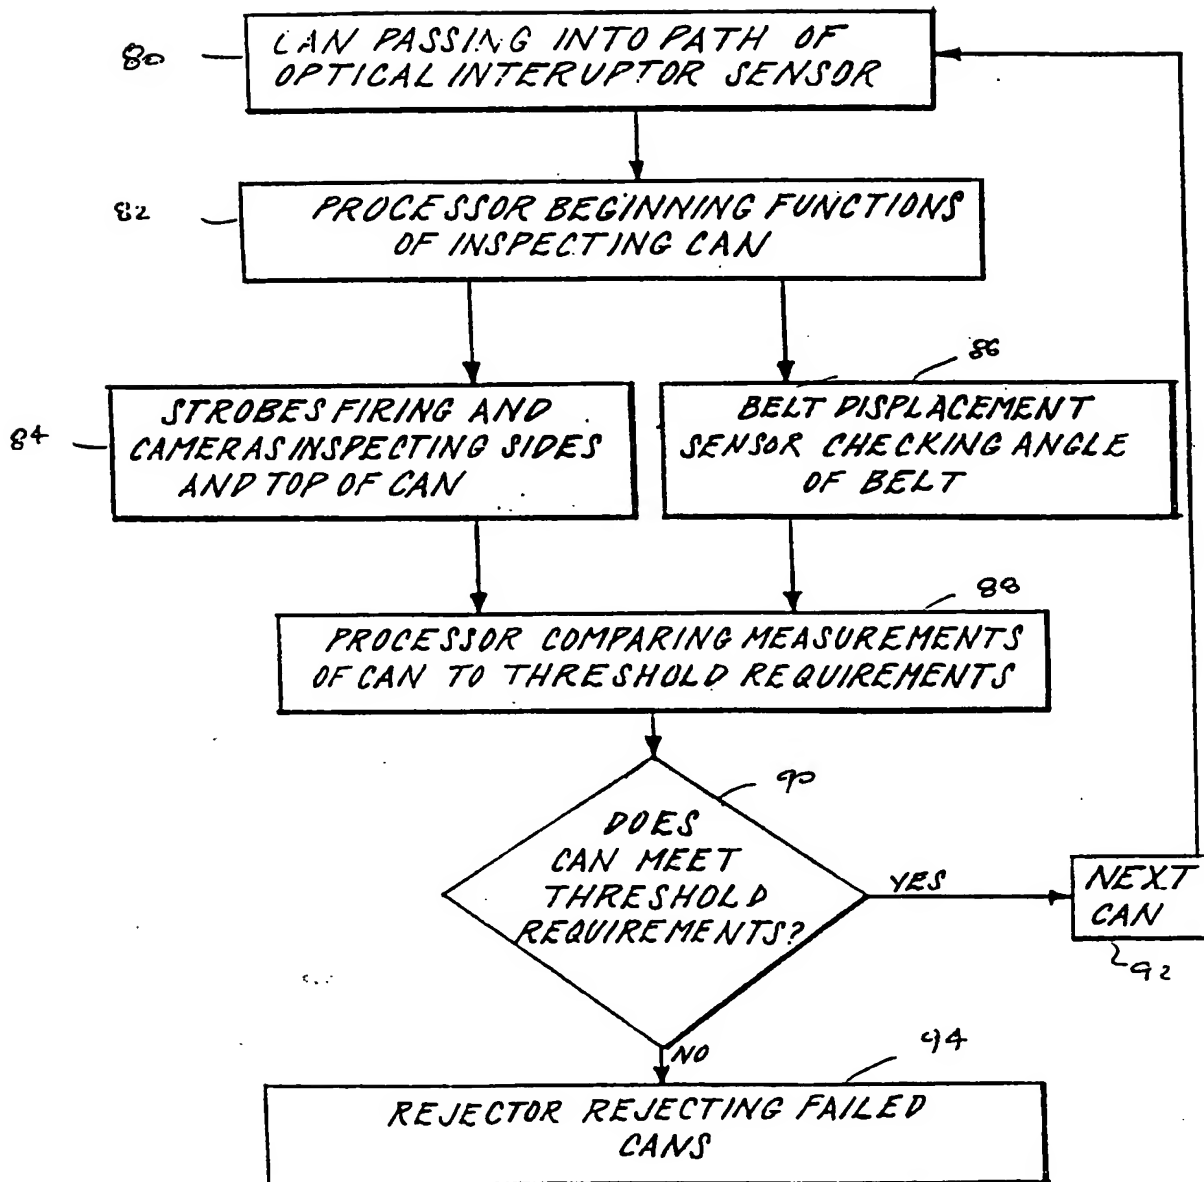 80
CAN PASSING INTO PATH OF
OPTICAL INTERUPTOR SENSOR
82
PROCESSOR BEGINNING FUNCTIONS
OF INSPECTING CAN
84
STROBES FIRING AND
CAMERAS INSPECTING SIDES
AND TOP OF CAN
86
BELT DISPLACEMENT
SENSOR CHECKING ANGLE
OF BELT
88
PROCESSOR COMPARING MEASUREMENTS
OF CAN TO THRESHOLD REQUIREMENTS
90
DOES
CAN MEET
THRESHOLD
REQUIREMENTS?
YES
NEXT
CAN
92
NO
94
REJECTOR REJECTING FAILED
CANS